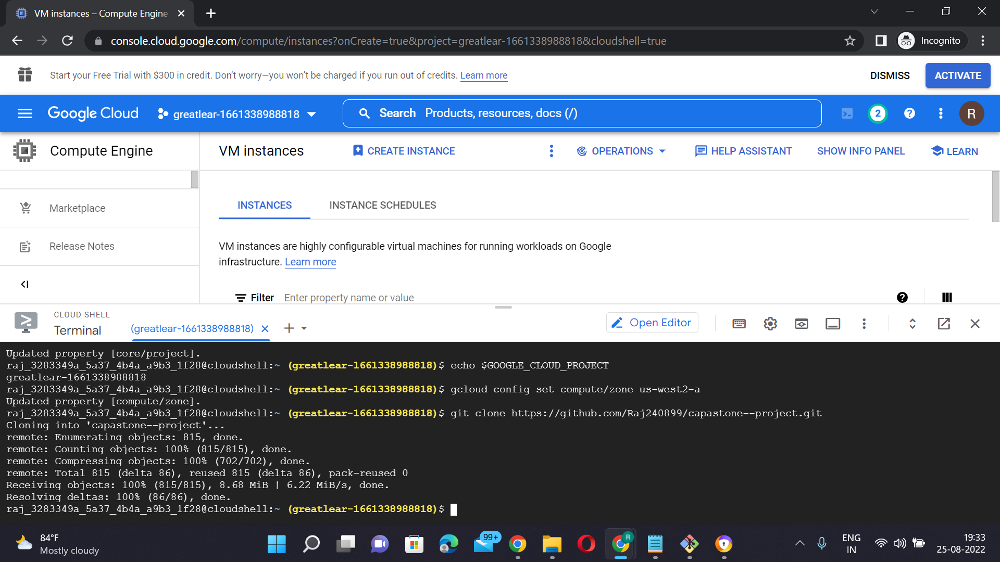 VM instances – Compute Engine
console.cloud.google.com/compute/instances?onCreate=true&project=greatlear-1661338988818&cloudshell=true
Incognito
Start your Free Trial with $300 in credit. Don't worry—you won't be charged if you run out of credits. Learn more
DISMISS
ACTIVATE
Google Cloud
greatlear-1661338988818
Search Products, resources, docs (/)
2
R
Compute Engine
VM instances
CREATE INSTANCE
OPERATIONS
HELP ASSISTANT
SHOW INFO PANEL
LEARN
Marketplace
Release Notes
INSTANCES
INSTANCE SCHEDULES
VM instances are highly configurable virtual machines for running workloads on Google
infrastructure. Learn more
Filter Enter property name or value
CLOUD SHELL
Terminal
(greatlear-1661338988818)
Open Editor
Updated property [core/project].
raj_3283349a_5a37_4b4a_a9b3_1f28@cloudshell:~ (greatlear-1661338988818)$ echo $GOOGLE_CLOUD_PROJECT
greatlear-1661338988818
raj_3283349a_5a37_4b4a_a9b3_1f28@cloudshell:~ (greatlear-1661338988818)$ gcloud config set compute/zone us-west2-a
Updated property [compute/zone].
raj_3283349a_5a37_4b4a_a9b3_1f28@cloudshell:~ (greatlear-1661338988818)$ git clone https://github.com/Raj240899/capastone--project.git
Cloning into 'capastone--project'...
remote: Enumerating objects: 815, done.
remote: Counting objects: 100% (815/815), done.
remote: Compressing objects: 100% (702/702), done.
remote: Total 815 (delta 86), reused 815 (delta 86), pack-reused 0
Receiving objects: 100% (815/815), 8.68 MiB | 6.22 MiB/s, done.
Resolving deltas: 100% (86/86), done.
raj_3283349a_5a37_4b4a_a9b3_1f28@cloudshell:~ (greatlear-1661338988818)$
84°F
Mostly cloudy
99+
R
ENG
IN
19:33
25-08-2022